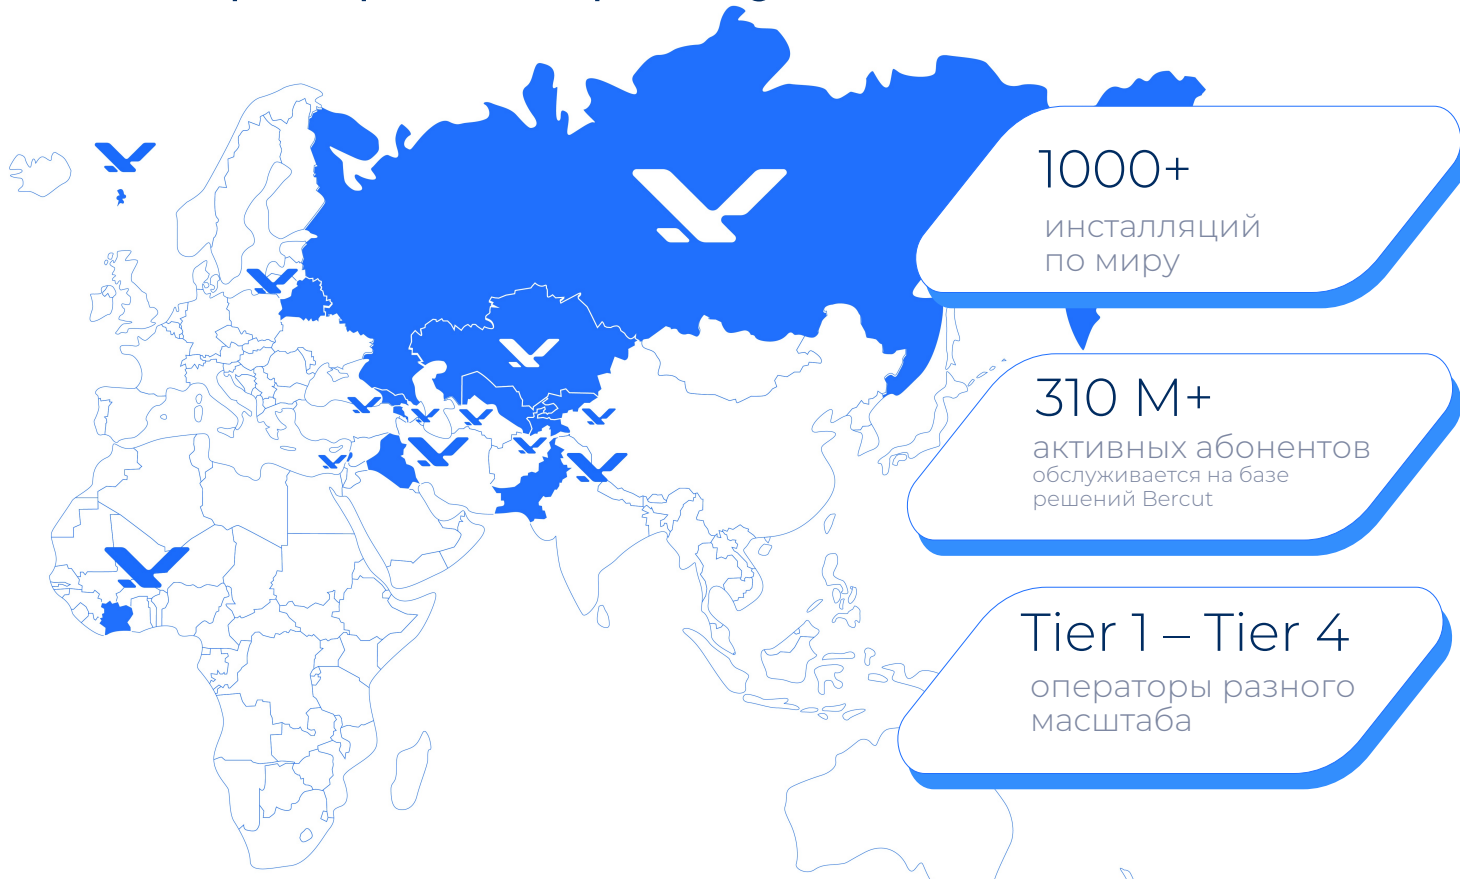 1000+
инсталляций
по миру
310 M+
активных абонентов
обслуживается на базе
решений Bercut
Tier 1 – Tier 4
операторы разного
масштаба